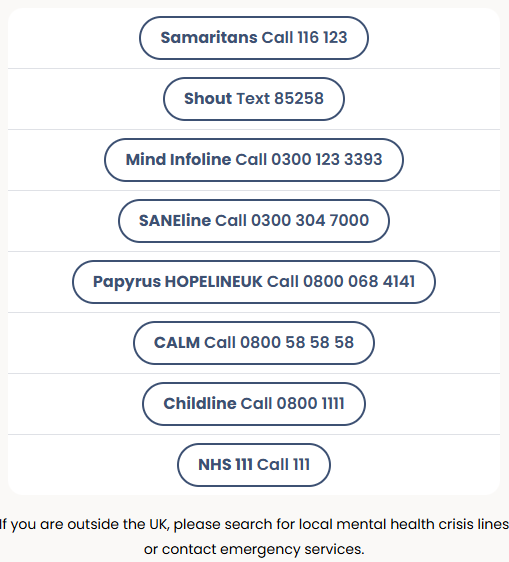 Samaritans Call 116 123
Shout Text 85258
Mind Infoline Call 0300 123 3393
SANEline Call 0300 304 7000
Papyrus HOPELINEUK Call 0800 068 4141
CALM Call 0800 58 58 58
Childline Call 0800 1111
NHS 111 Call 111
If you are outside the UK, please search for local mental health crisis lines
or contact emergency services.